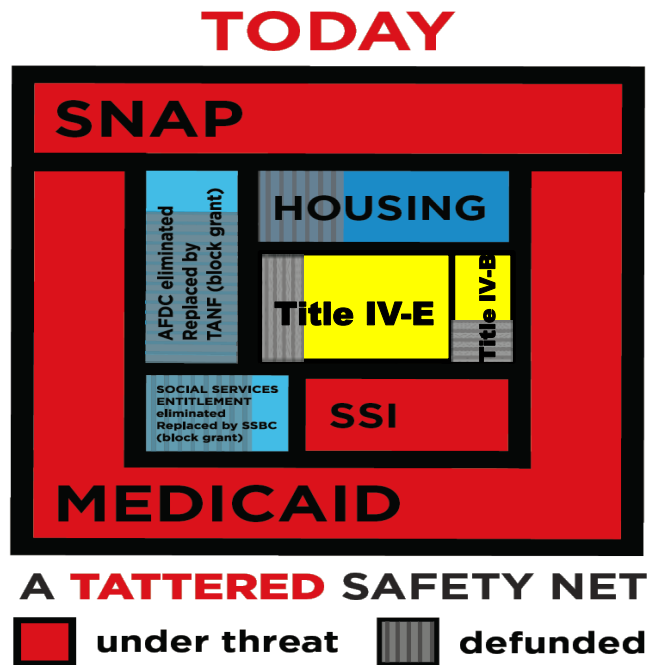 TODAY
SNAP
AFDC eliminated
Replaced by
TANF (block grant)
HOUSING
Title IV-E
Title IV-B
SOCIAL SERVICES
ENTITLEMENT
eliminated
Replaced by SSBC
(block grant)
SSI
MEDICAID
A TATTERED SAFETY NET
under threat
defunded